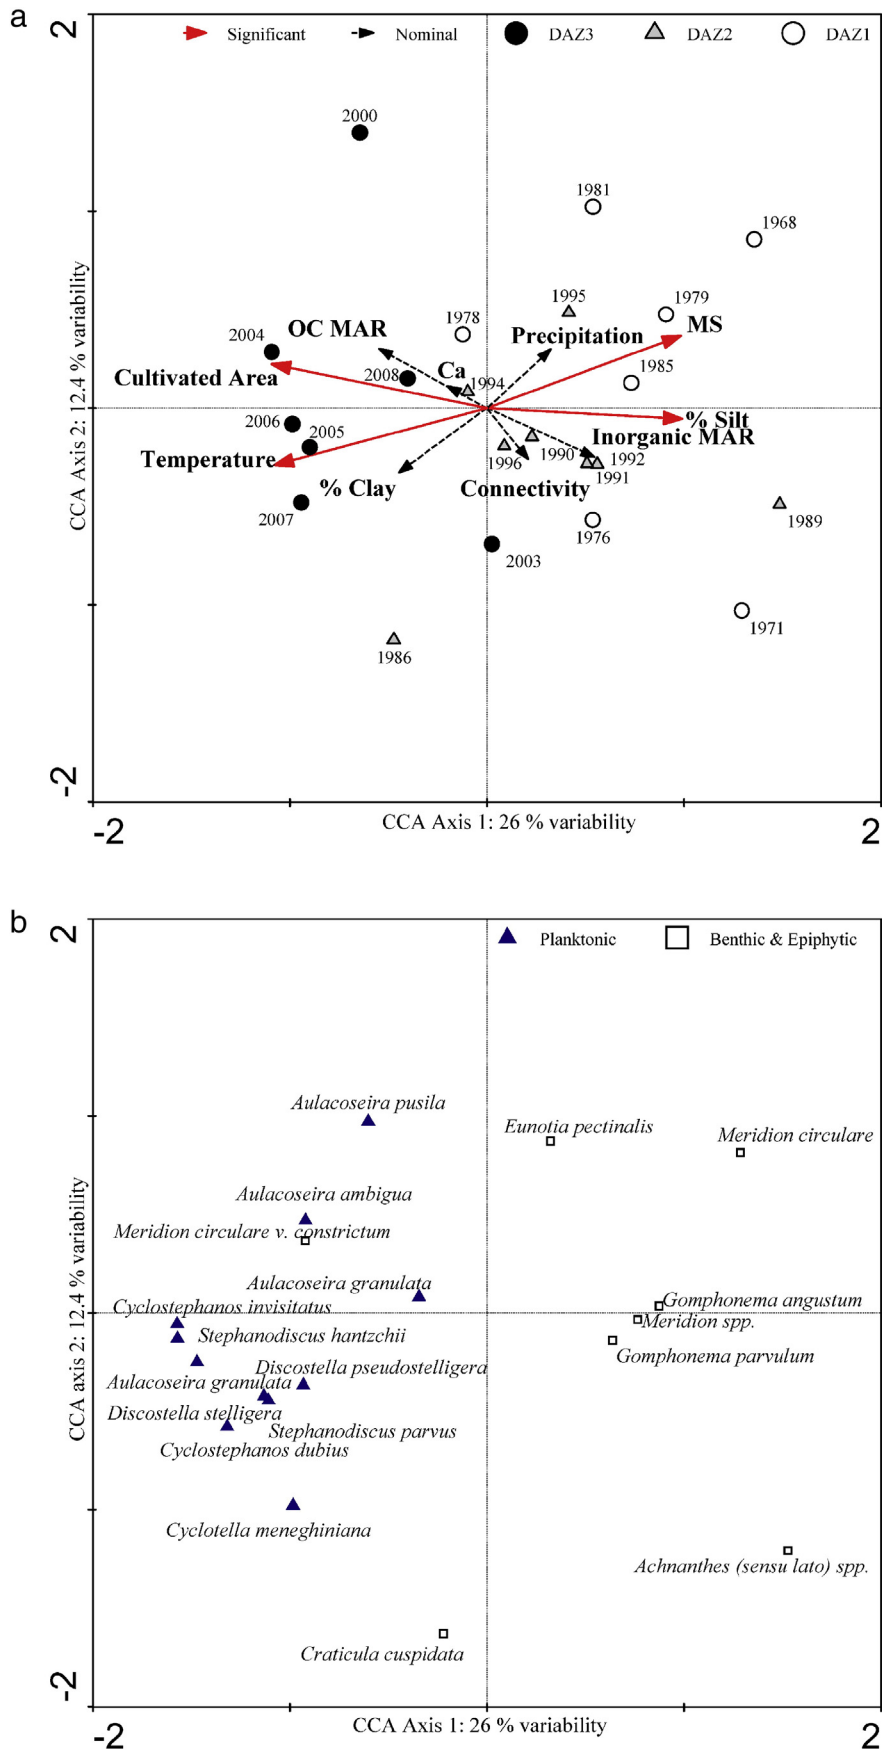 a
2
Significant
Nominal
DAZ3
DAZ2
DAZ1
2000
1981
1968
1995
1979
1978
OC MAR
Precipitation
MS
2004
1985
Cultivated Area
2008
Ca
1994
2006
2005
% Silt
Inorganic MAR
Temperature
1996
1990
1992
1991
% Clay
Connectivity
2007
1989
1976
2003
1971
1986
CCA Axis 2: 12.4 % variability
-2
-2
CCA Axis 1: 26 % variability
2
b
2
Planktonic
Benthic & Epiphytic
Aulacoseira pusila
Eunotia pectinalis
Meridion circulare
Aulacoseira ambigua
Meridion circulare v. constrictum
Aulacoseira granulata
Gomphonema angustum
Cyclostephanos invisitatus
Meridion spp.
Stephanodiscus hantzchii
Gomphonema parvulum
Discostella pseudostelligera
Aulacoseira granulata
Discostella stelligera
Stephanodiscus parvus
Cyclostephanos dubius
Cyclotella meneghiniana
Achnanthes (sensu lato) spp.
Craticula cuspidata
CCA axis 2: 12.4 % variability
-2
-2
CCA Axis 1: 26 % variability
2